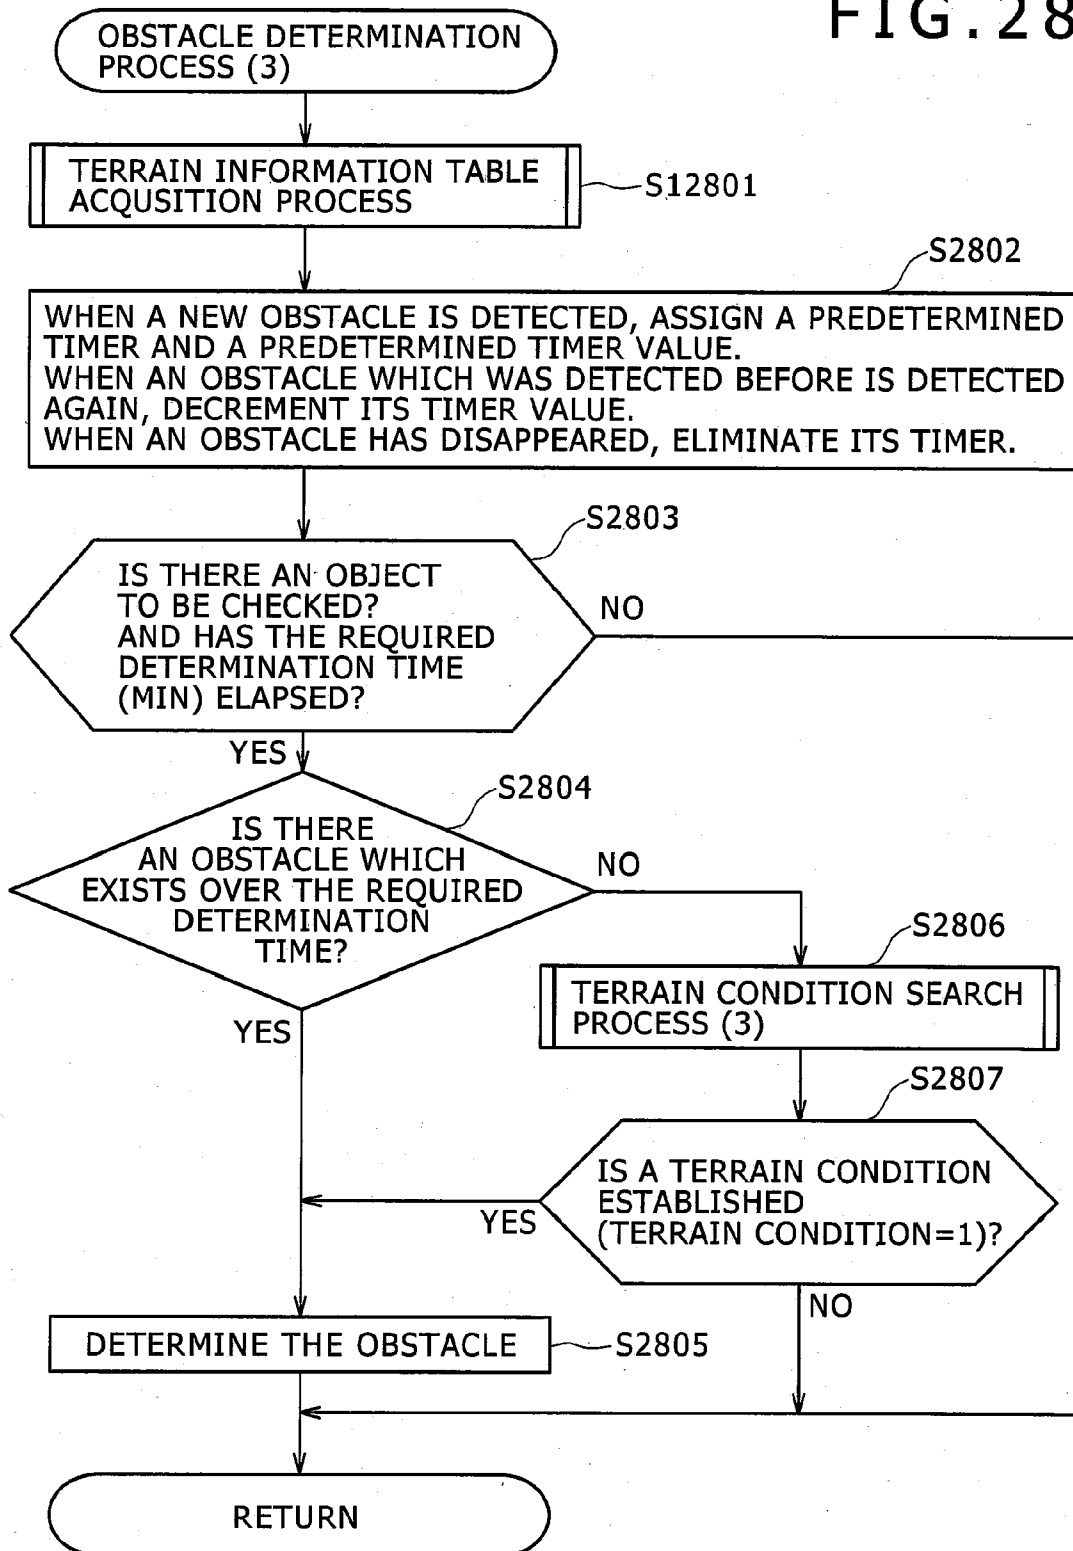 FIG.28
OBSTACLE DETERMINATION
PROCESS (3)
TERRAIN INFORMATION TABLE
ACQUSITION PROCESS
S12801
S2802
WHEN A NEW OBSTACLE IS DETECTED, ASSIGN A PREDETERMINED
TIMER AND A PREDETERMINED TIMER VALUE.
WHEN AN OBSTACLE WHICH WAS DETECTED BEFORE IS DETECTED
AGAIN, DECREMENT ITS TIMER VALUE.
WHEN AN OBSTACLE HAS DISAPPEARED, ELIMINATE ITS TIMER.
S2803
IS THERE AN OBJECT
TO BE CHECKED?
AND HAS THE REQUIRED
DETERMINATION TIME
(MIN) ELAPSED?
NO
YES
S2804
IS THERE
AN OBSTACLE WHICH
EXISTS OVER THE REQUIRED
DETERMINATION
TIME?
NO
YES
S2806
TERRAIN CONDITION SEARCH
PROCESS (3)
S2807
IS A TERRAIN CONDITION
ESTABLISHED
(TERRAIN CONDITION=1)?
YES
NO
DETERMINE THE OBSTACLE
S2805
RETURN